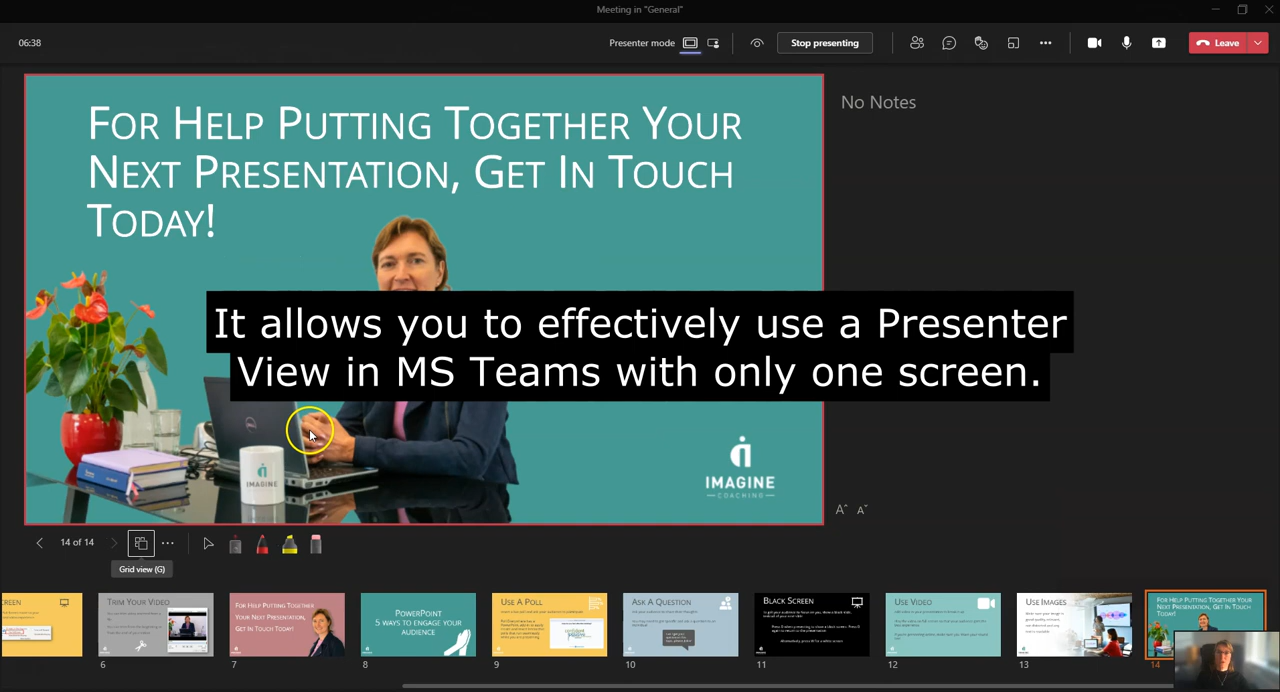 Meeting in "General"
06:38
Presenter mode
Stop presenting
Leave
FOR HELP PUTTING TOGETHER YOUR
NEXT PRESENTATION, GET IN TOUCH
TODAY!
No Notes
It allows you to effectively use a Presenter
View in MS Teams with only one screen.
IMAGINE
IMAGINE
COACHING
14 of 14
Grid view (G)
TRIM YOUR VIDEO
FOR HELP PUTTING TOGETHER
YOUR NEXT PRESENTATION,
GET IN TOUCH TODAY!
POWERPOINT
5 WAYS TO ENGAGE YOUR
AUDIENCE
USE A POLL
ASK A QUESTION
BLACK SCREEN
USE VIDEO
USE IMAGES
FOR HELP PUTTING TOGETHER YOUR
NEXT PRESENTATION, GET IN TOUCH
TODAY!
6
7
8
9
10
11
12
13
14